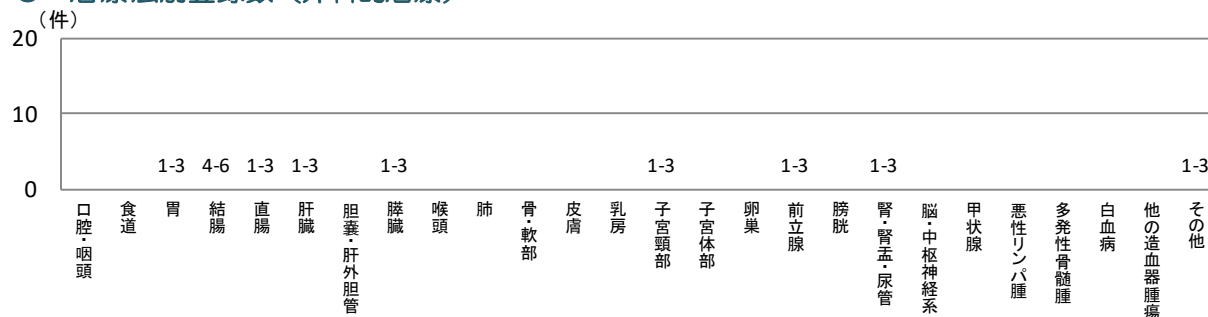 （件）
20
10
0
1-3 4-6 1-3 1-3 1-3 1-3 1-3 1-3 1-3
口腔・咽頭
食道
胃
結腸
直腸
肝臓
胆嚢・肝外胆管
膵臓
喉頭
肺
骨・軟部
皮膚
乳房
子宮頸部
子宮体部
卵巣
前立腺
膀胱
腎・腎盂・尿管
脳・中枢神経系
甲状腺
悪性リンパ腫
多発性骨髄腫
白血病
他の造血器腫瘍
その他